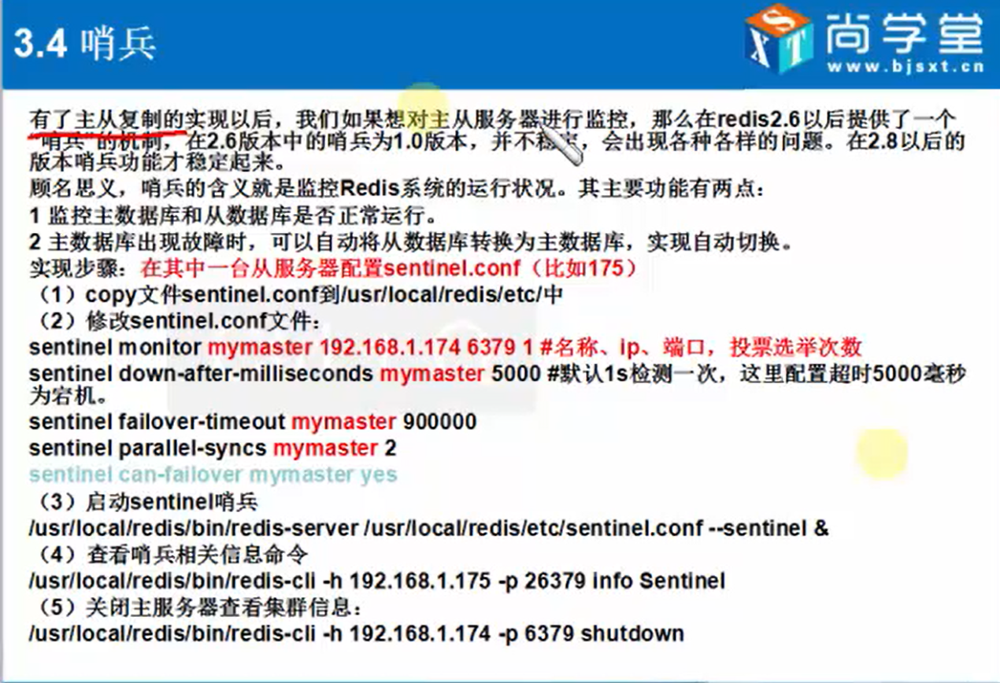 3.4 哨兵
尚学堂
www.bjsxt.cn
SXT
有了主从复制的实现以后，我们如果想对主从服务器进行监控，那么在redis2.6以后提供了一个
“哨兵”的机制，在2.6版本中的哨兵为1.0版本，并不稳定，会出现各种各样的问题。在2.8以后的
版本哨兵功能才稳定起来。
顾名思义，哨兵的含义就是监控Redis系统的运行状况。其主要功能有两点：
1 监控主数据库和从数据库是否正常运行。
2 主数据库出现故障时，可以自动将从数据库转换为主数据库，实现自动切换。
实现步骤：在其中一台从服务器配置sentinel.conf（比如175）
（1）copy文件sentinel.conf到/usr/local/redis/etc/中
（2）修改sentinel.conf文件：
sentinel monitor mymaster 192.168.1.174 6379 1 #名称、ip、端口，投票选举次数
sentinel down-after-milliseconds mymaster 5000 #默认1s检测一次，这里配置超时5000毫秒
为宕机。
sentinel failover-timeout mymaster 900000
sentinel parallel-syncs mymaster 2
sentinel can-failover mymaster yes
（3）启动sentinel哨兵
/usr/local/redis/bin/redis-server /usr/local/redis/etc/sentinel.conf --sentinel &
（4）查看哨兵相关信息命令
/usr/local/redis/bin/redis-cli -h 192.168.1.175 -p 26379 info Sentinel
（5）关闭主服务器查看集群信息：
/usr/local/redis/bin/redis-cli -h 192.168.1.174 -p 6379 shutdown